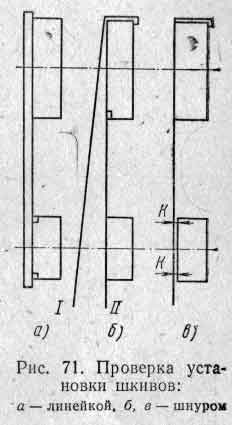 К
К
I
II
а)
б)
в)
Рис. 71. Проверка уста-
новки шкивов:
а — линейкой, б, в — шнуром